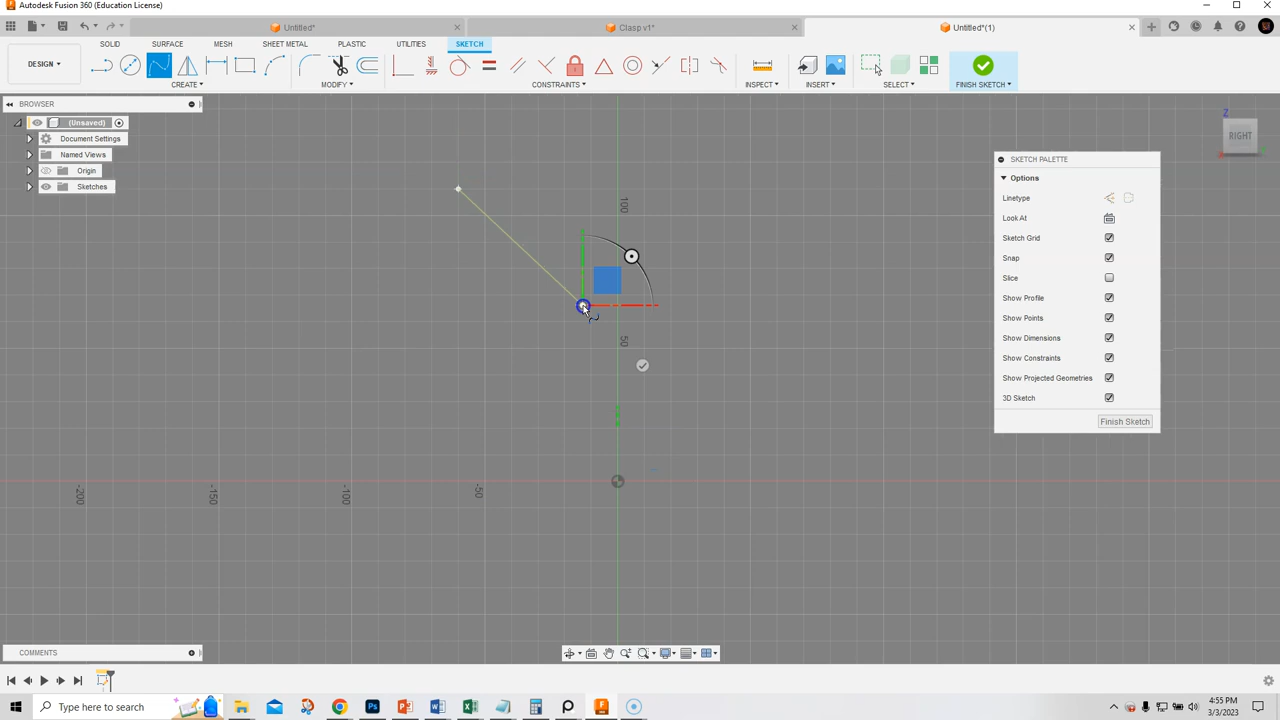 Autodesk Fusion 360 (Education License)
Untitled*
Clasp v1*
Untitled*(1)
DESIGN
SOLID
SURFACE
MESH
SHEET METAL
PLASTIC
UTILITIES
SKETCH
CREATE
MODIFY
CONSTRAINTS
INSPECT
INSERT
SELECT
FINISH SKETCH
BROWSER
(Unsaved)
Document Settings
Named Views
Origin
Sketches
Z
RIGHT
SKETCH PALETTE
Options
Linetype
Look At
Sketch Grid
Snap
Slice
Show Profile
Show Points
Show Dimensions
Show Constraints
Show Projected Geometries
3D Sketch
Finish Sketch
100
50
-200
-150
-100
-50
COMMENTS
Type here to search
4:55 PM
3/3/2023